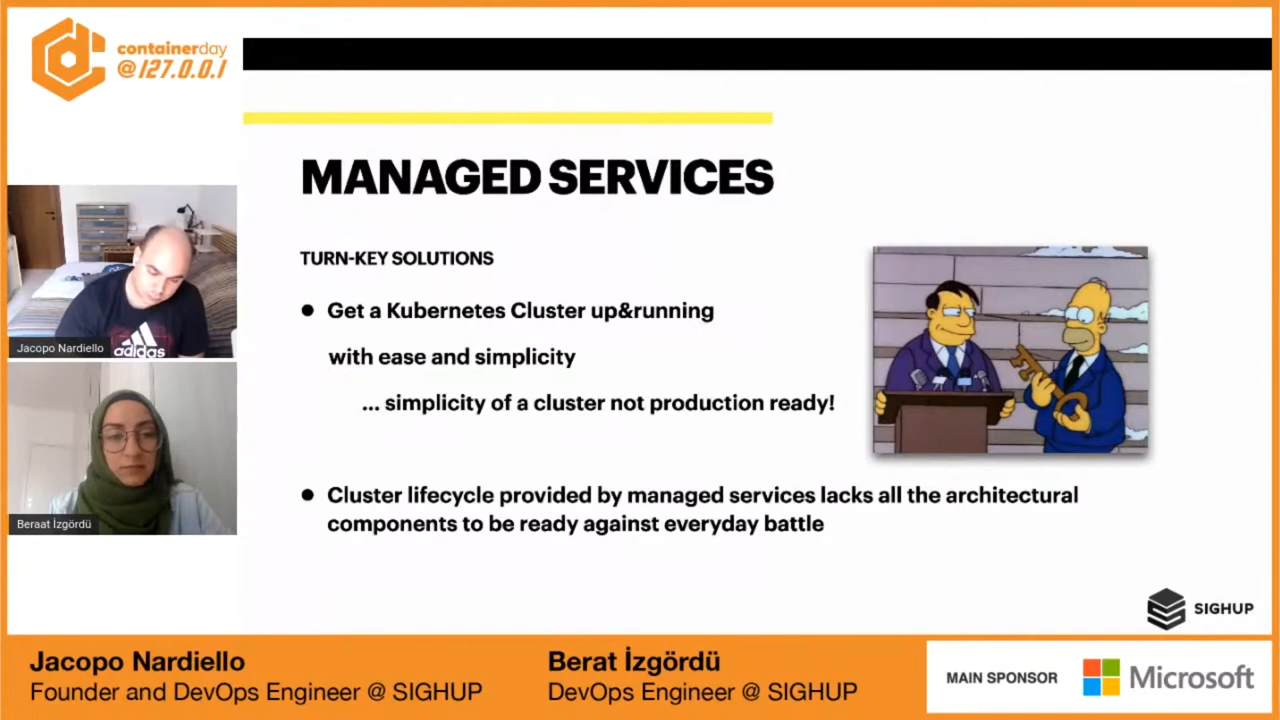 containerday
@127.0.0.1
MANAGED SERVICES
TURN-KEY SOLUTIONS
● Get a Kubernetes Cluster up&running
with ease and simplicity
... simplicity of a cluster not production ready!
● Cluster lifecycle provided by managed services lacks all the architectural
components to be ready against everyday battle
adidas
Jacopo Nardiello
Beraat İzgördü
SIGHUP
Jacopo Nardiello
Founder and DevOps Engineer @ SIGHUP
Berat İzgördü
DevOps Engineer @ SIGHUP
MAIN SPONSOR
Microsoft